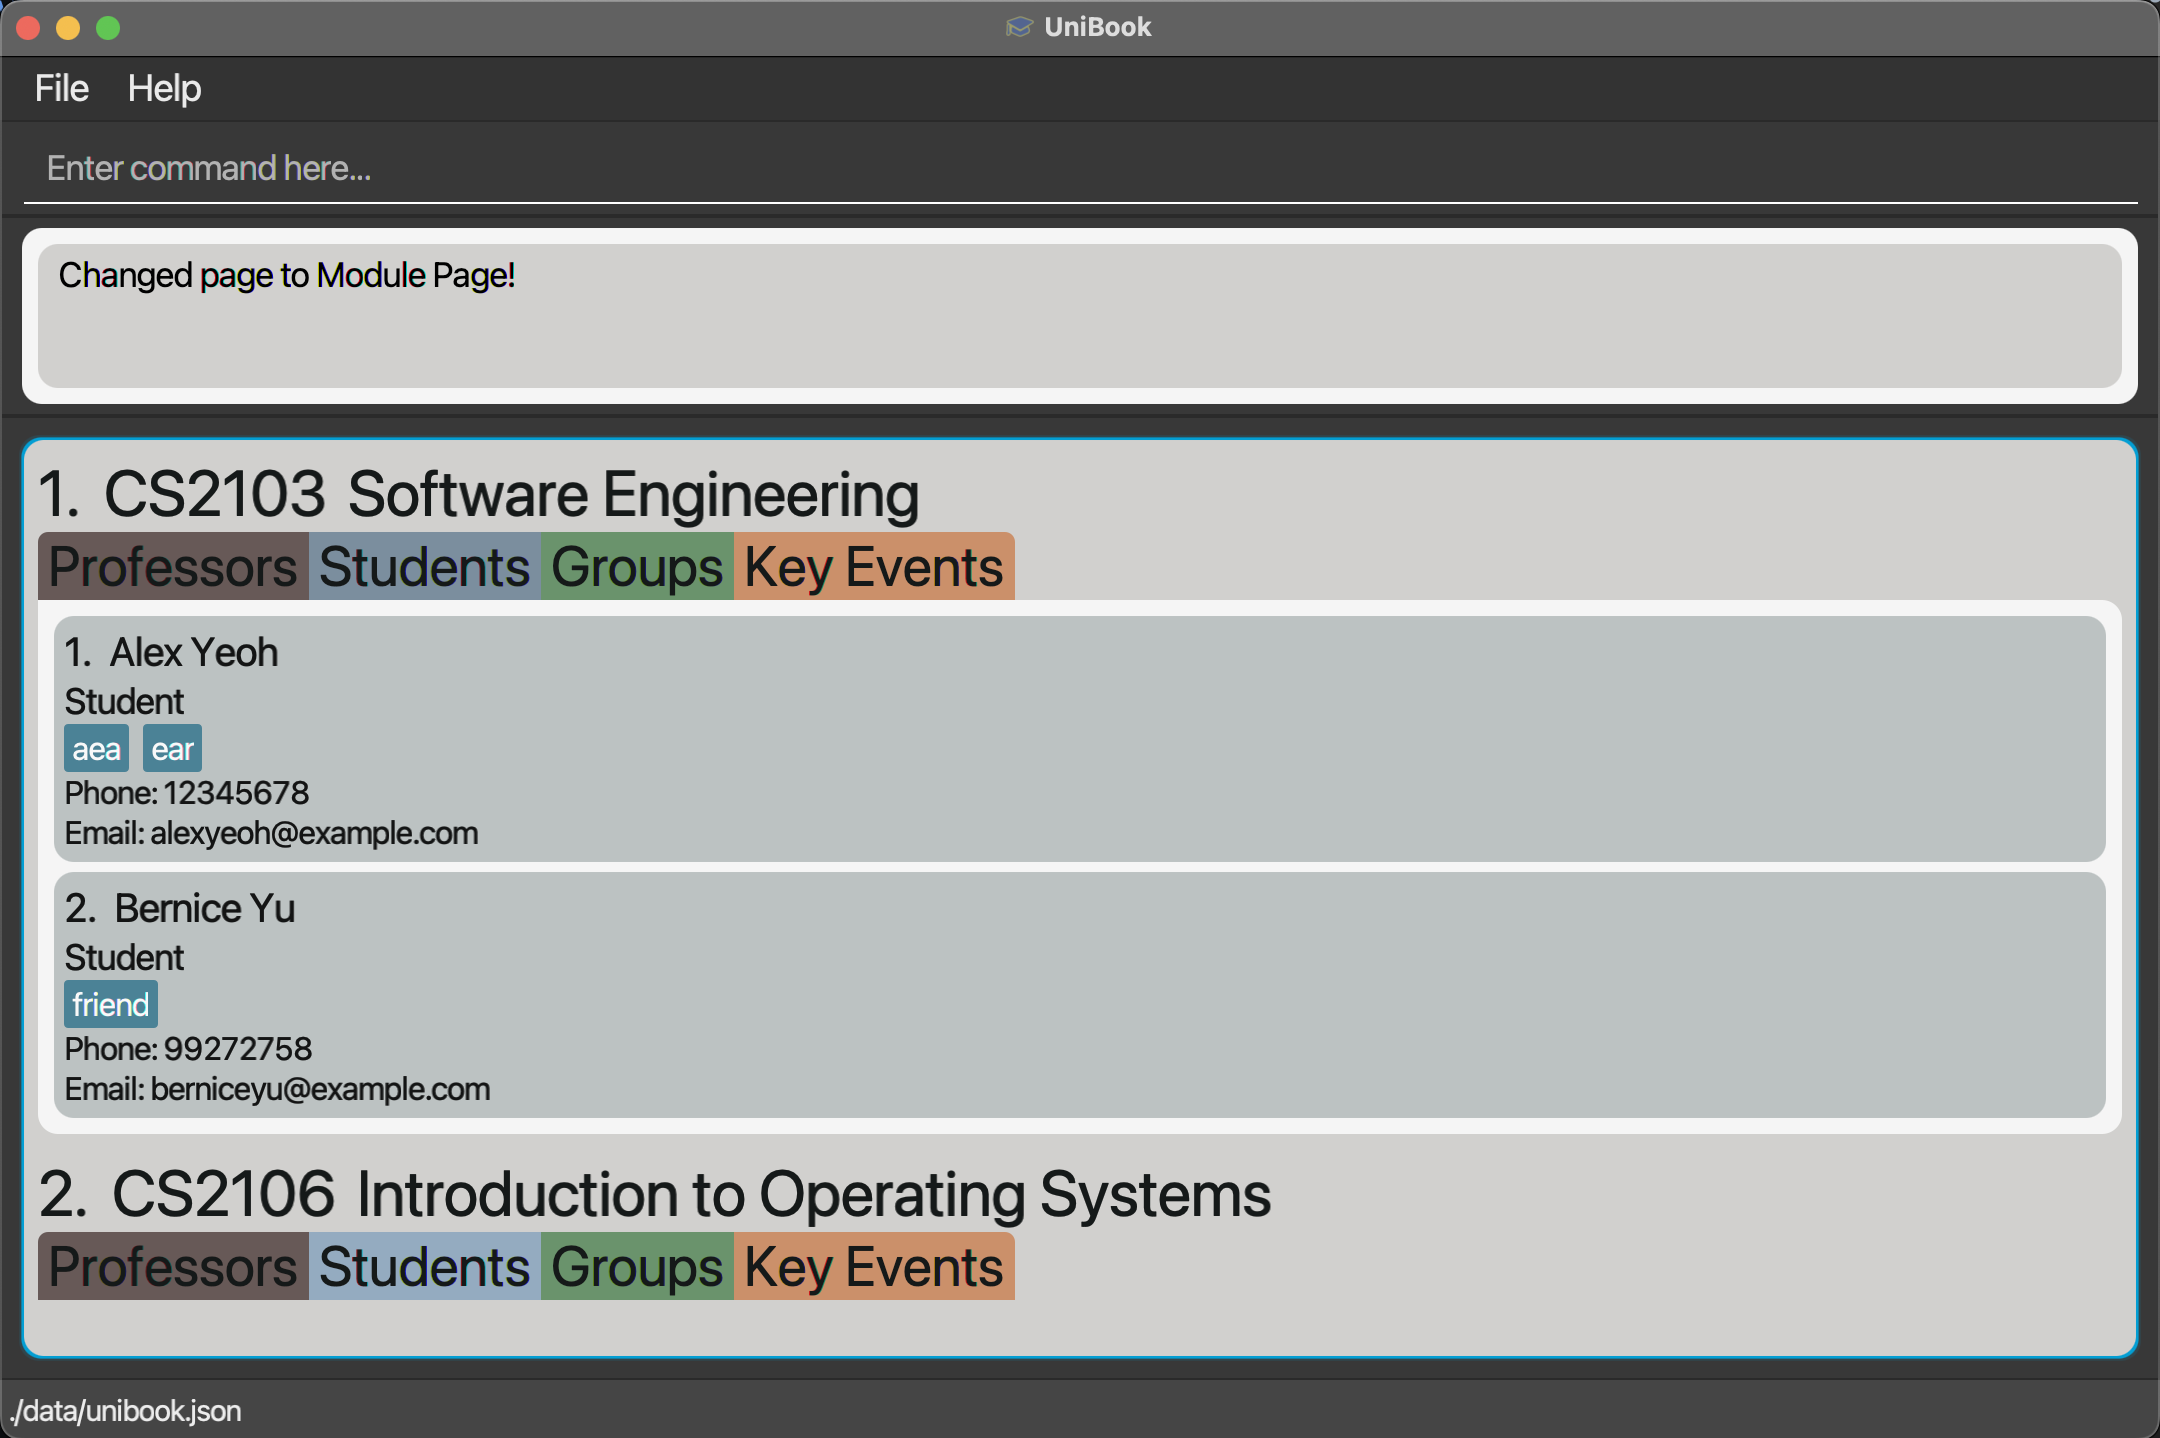 UniBook
File Help
Enter command here...
Changed page to Module Page!
1. CS2103 Software Engineering
Professors Students Groups Key Events
1. Alex Yeoh
Student
aea ear
Phone: 12345678
Email: alexyeoh@example.com
2. Bernice Yu
Student
friend
Phone: 99272758
Email: berniceyu@example.com
2. CS2106 Introduction to Operating Systems
Professors Students Groups Key Events
./data/unibook.json